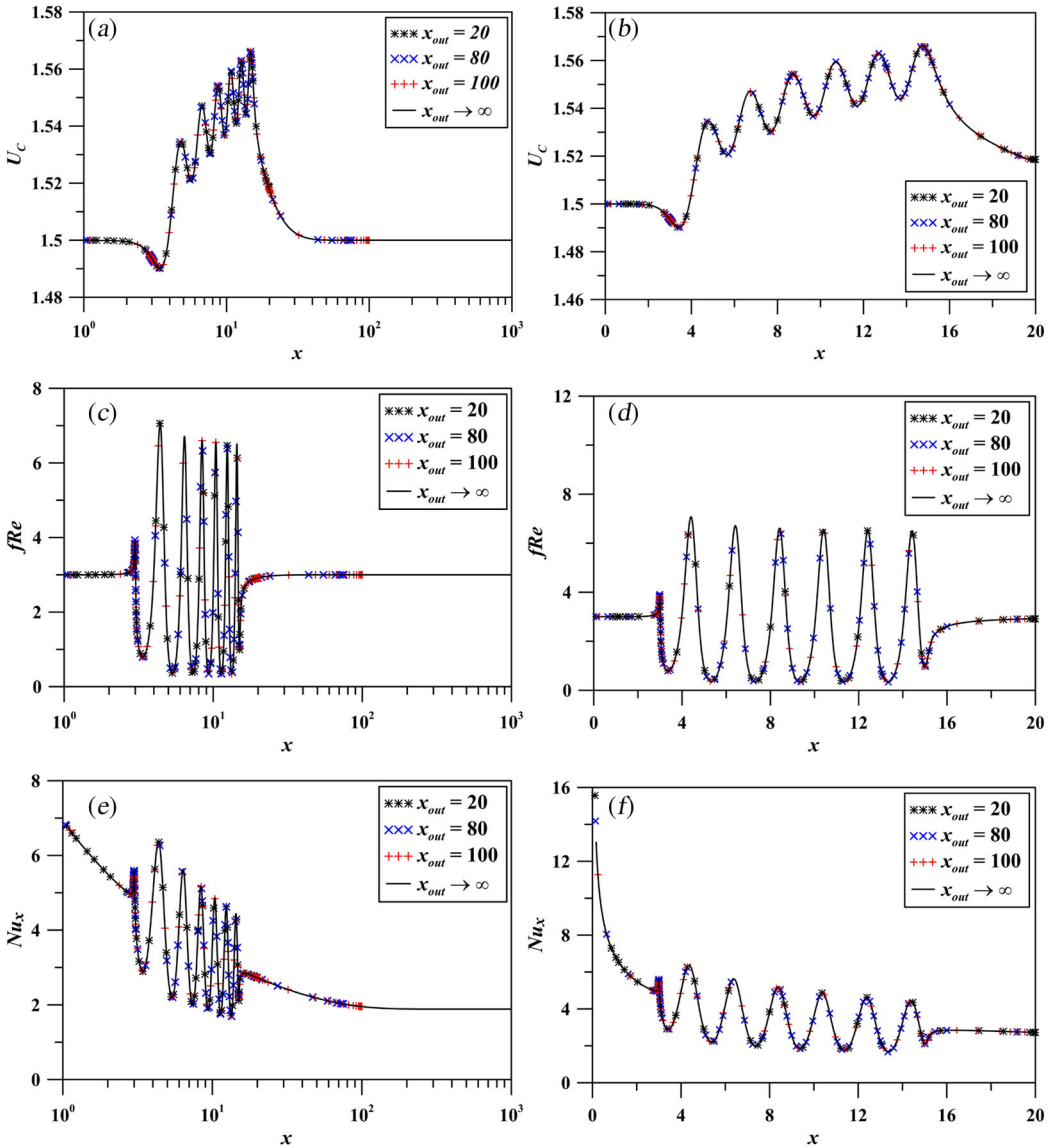 (a)
1.58
1.56
1.54
1.52
1.5
1.48
U_C
x_out = 20
x_out = 80
x_out = 100
x_out → ∞
10^0
10^1
10^2
10^3
x
(b)
1.58
1.56
1.54
1.52
1.5
1.48
1.46
U_C
x_out = 20
x_out = 80
x_out = 100
x_out → ∞
0
4
8
12
16
20
x
(c)
8
6
4
2
0
fRe
x_out = 20
x_out = 80
x_out = 100
x_out → ∞
10^0
10^1
10^2
10^3
x
(d)
12
9
6
3
0
fRe
x_out = 20
x_out = 80
x_out = 100
x_out → ∞
0
4
8
12
16
20
x
(e)
8
6
4
2
0
Nu_x
x_out = 20
x_out = 80
x_out = 100
x_out → ∞
10^0
10^1
10^2
10^3
x
(f)
16
12
8
4
0
Nu_x
x_out = 20
x_out = 80
x_out = 100
x_out → ∞
0
4
8
12
16
20
x